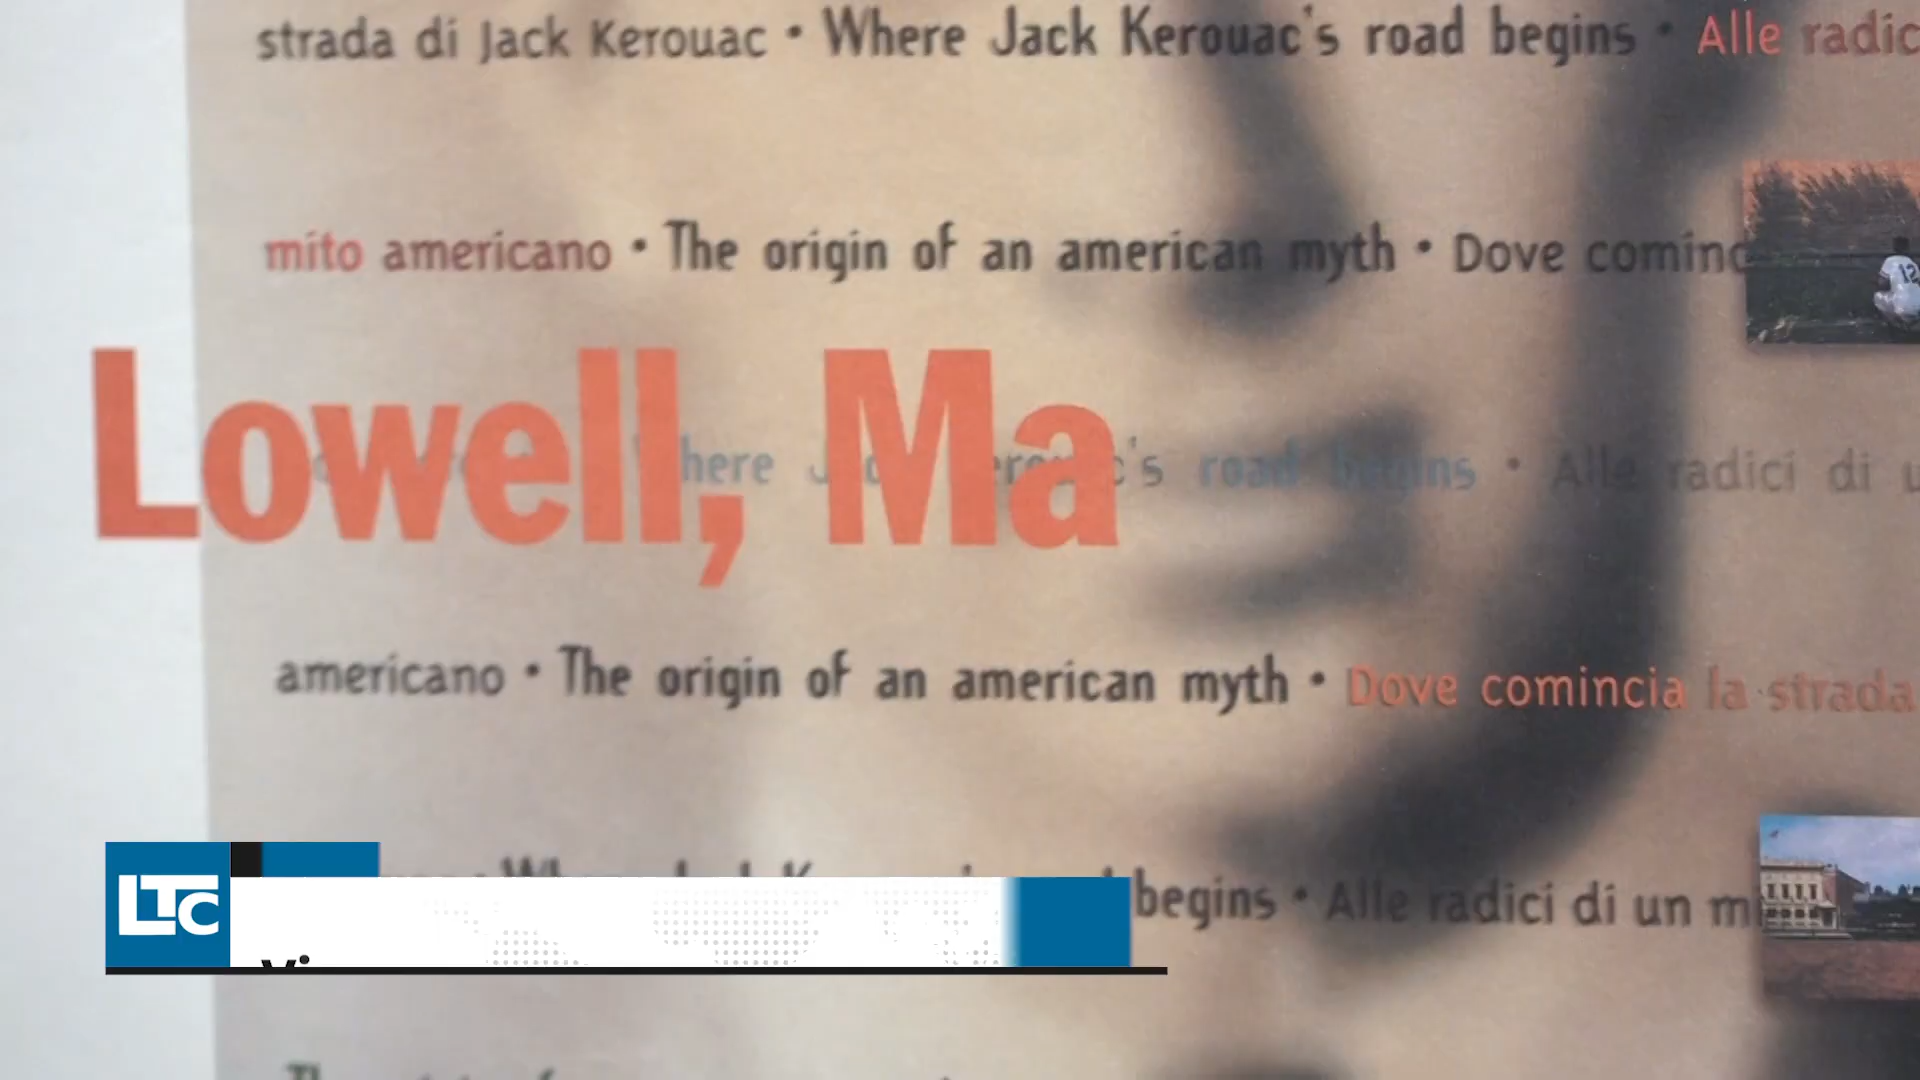 strada di Jack Kerouac • Where Jack Kerouac's road begins • Alle radic
mito americano • The origin of an american myth • Dove cominc
Lowell, Ma
road begins • Alle radici di u
americano • The origin of an american myth • Dove comincia la strada
begins • Alle radici di un m
LTC